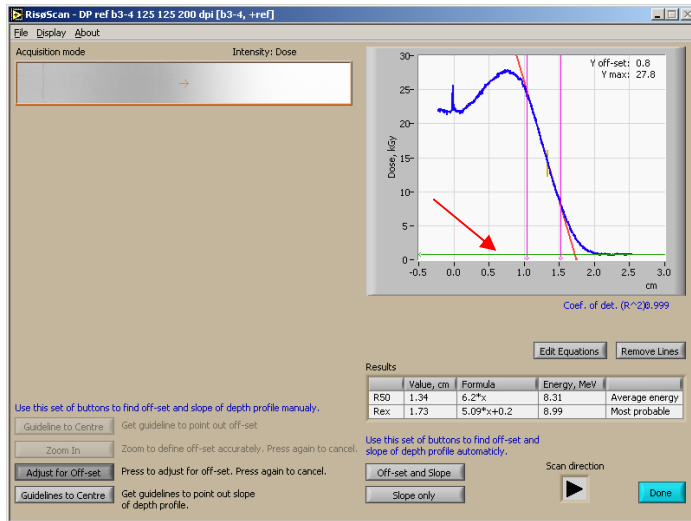 RisøScan - DP ref b3-4 125 125 200 dpi [b3-4, +ref]
File Display About
Acquisition mode Intensity: Dose
Y off-set: 0.8
Y max: 27.8
30-
25-
20-
15-
10-
5-
0-
Dose, kGy
-0.5 0.0 0.5 1.0 1.5 2.0 2.5 3.0
cm
Coef. of det. (R^2)0.999
Edit Equations Remove Lines
Results
Value, cm Formula Energy, MeV
R50 1.34 6.2*x 8.31 Average energy
Rex 1.73 5.09*x+0.2 8.99 Most probable
Use this set of buttons to find off-set and slope of depth profile manualy.
Guideline to Centre Get guideline to point out off-set
Zoom In Zoom to define off-set accurately. Press again to cancel.
Adjust for Off-set Press to adjust for off-set. Press again to cancel.
Guidelines to Centre Get guidelines to point out slope
of depth profile.
Use this set of buttons to find off-set and
slope of depth profile automaticly.
Off-set and Slope
Slope only
Scan direction
Done